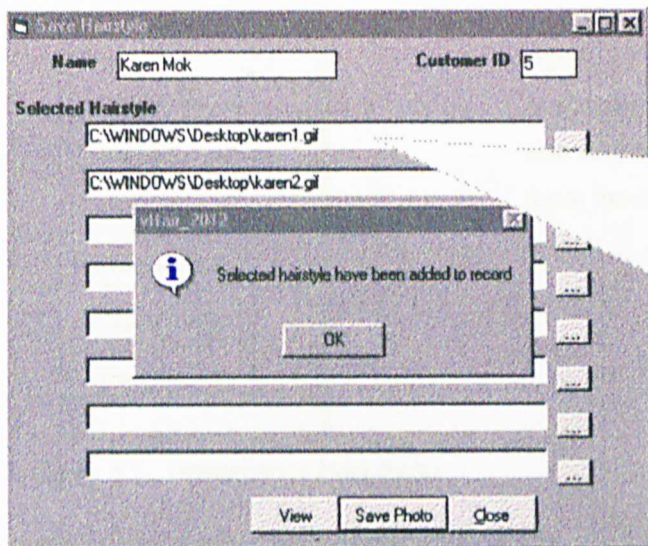 Save Hairstyle
Name Karen Mok Customer ID 5
Selected Hairstyle
C:\WINDOWS\Desktop\karen1.gif ...
C:\WINDOWS\Desktop\karen2.gif
...
Selected hairstyle have been added to record
...
...
OK
...
...
...
View Save Photo Close